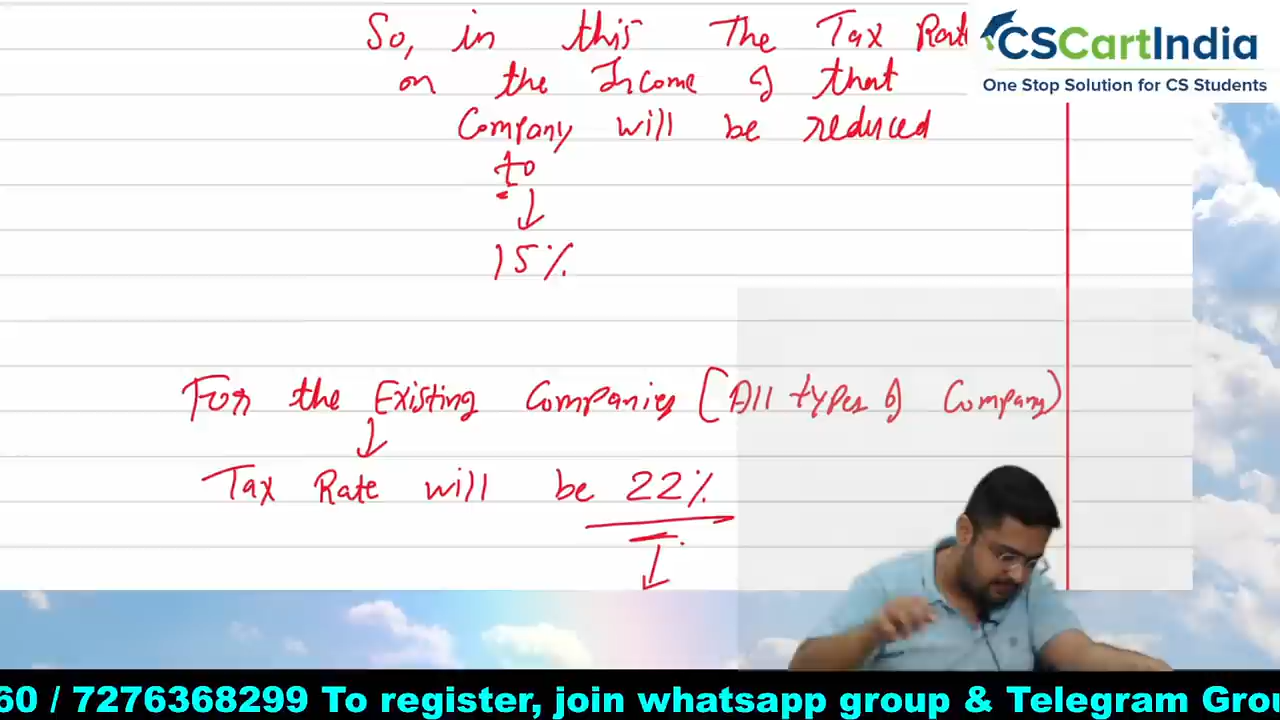 So, in this The Tax Rat
on the Income of that
Company will be reduced
to
15%
For the Existing Companies (All types of Company)
Tax Rate will be 22%
CSCartIndia
One Stop Solution for CS Students
60 / 7276368299 To register, join whatsapp group & Telegram Grou